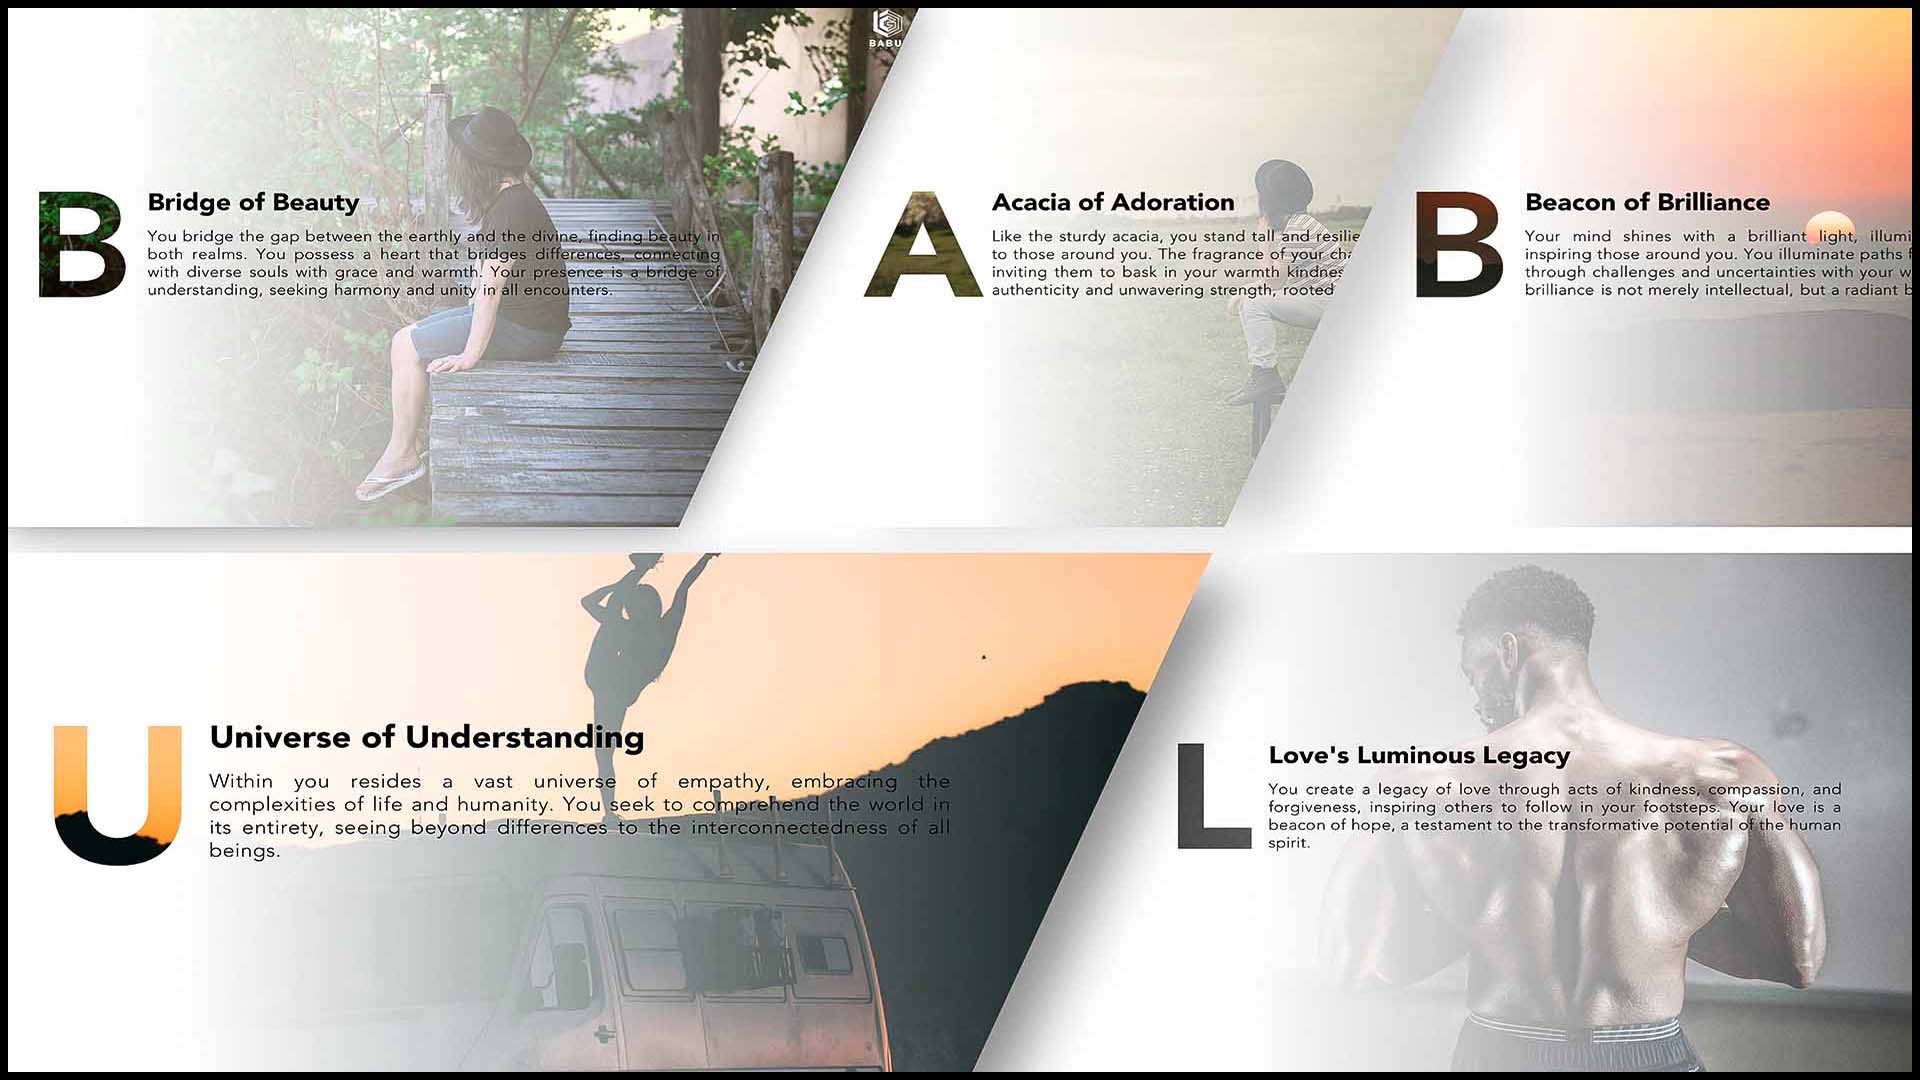 BABU
B
Bridge of Beauty
You bridge the gap between the earthly and the divine, finding beauty in
both realms. You possess a heart that bridges differences, connecting
with diverse souls with grace and warmth. Your presence is a bridge of
understanding, seeking harmony and unity in all encounters.
A
Acacia of Adoration
Like the sturdy acacia, you stand tall and resilie
to those around you. The fragrance of your cha
inviting them to bask in your warmth kindnes
authenticity and unwavering strength, rooted
B
Beacon of Brilliance
Your mind shines with a brilliant light, illumi
inspiring those around you. You illuminate paths f
through challenges and uncertainties with your w
brilliance is not merely intellectual, but a radiant b
U
Universe of Understanding
Within you resides a vast universe of empathy, embracing the
complexities of life and humanity. You seek to comprehend the world in
its entirety, seeing beyond differences to the interconnectedness of all
beings.
L
Love's Luminous Legacy
You create a legacy of love through acts of kindness, compassion, and
forgiveness, inspiring others to follow in your footsteps. Your love is a
beacon of hope, a testament to the transformative potential of the human
spirit.